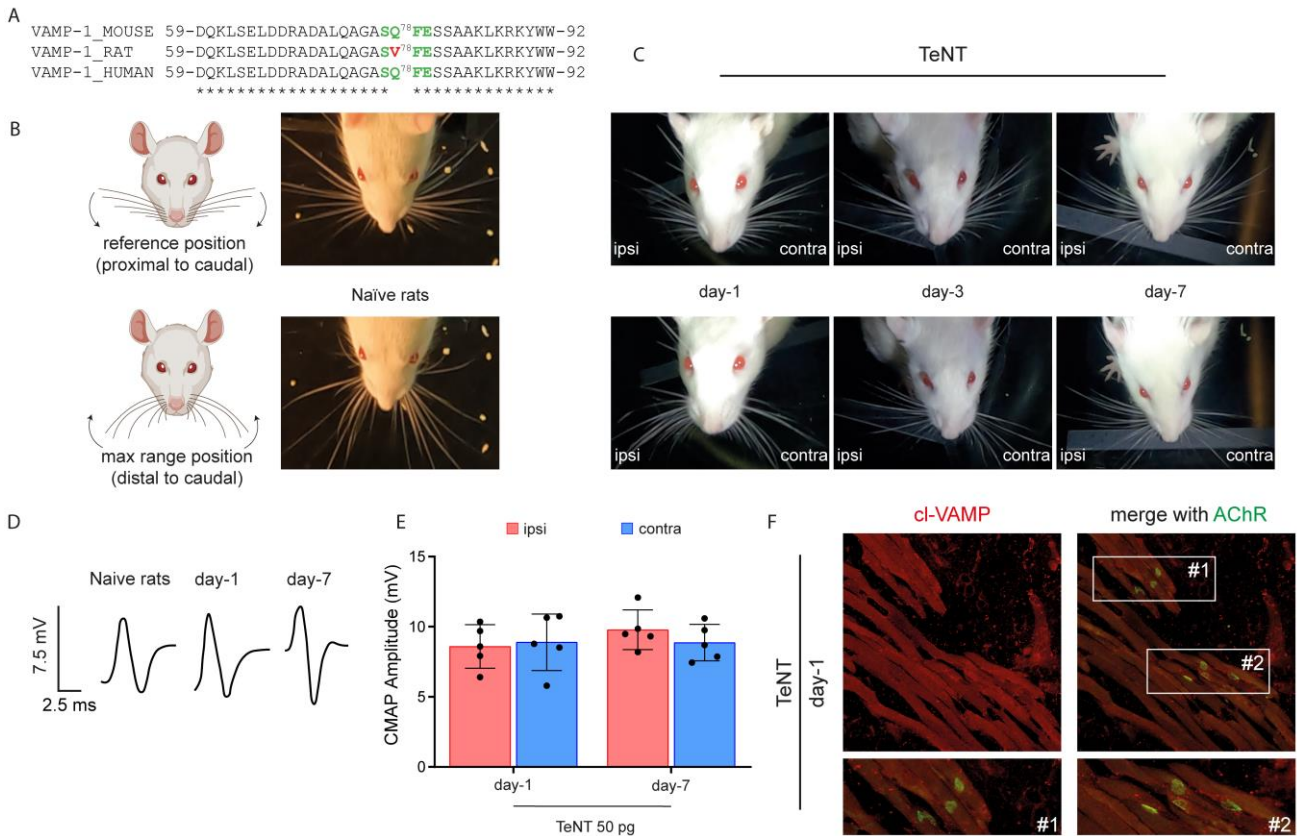 A
VAMP-1_MOUSE 59-DQKLSELDDRADALQAGASQ⁷⁸FESSAAKLKRKYWW-92
VAMP-1_RAT 59-DQKLSELDDRADALQAGASV⁷⁸FESSAAKLKRKYWW-92
VAMP-1_HUMAN 59-DQKLSELDDRADALQAGASQ⁷⁸FESSAAKLKRKYWW-92
******************* **************
B
reference position
(proximal to caudal)
Naïve rats
max range position
(distal to caudal)
C
TeNT
ipsi contra
ipsi contra
ipsi contra
day-1 day-3 day-7
ipsi contra
ipsi contra
ipsi contra
D
Naive rats day-1 day-7
7.5 mV
2.5 ms
E
ipsi contra
CMAP Amplitude (mV)
15
10
5
0
day-1 day-7
TeNT 50 pg
F
cl-VAMP merge with AChR
TeNT
day-1
#1
#2
#1
#2